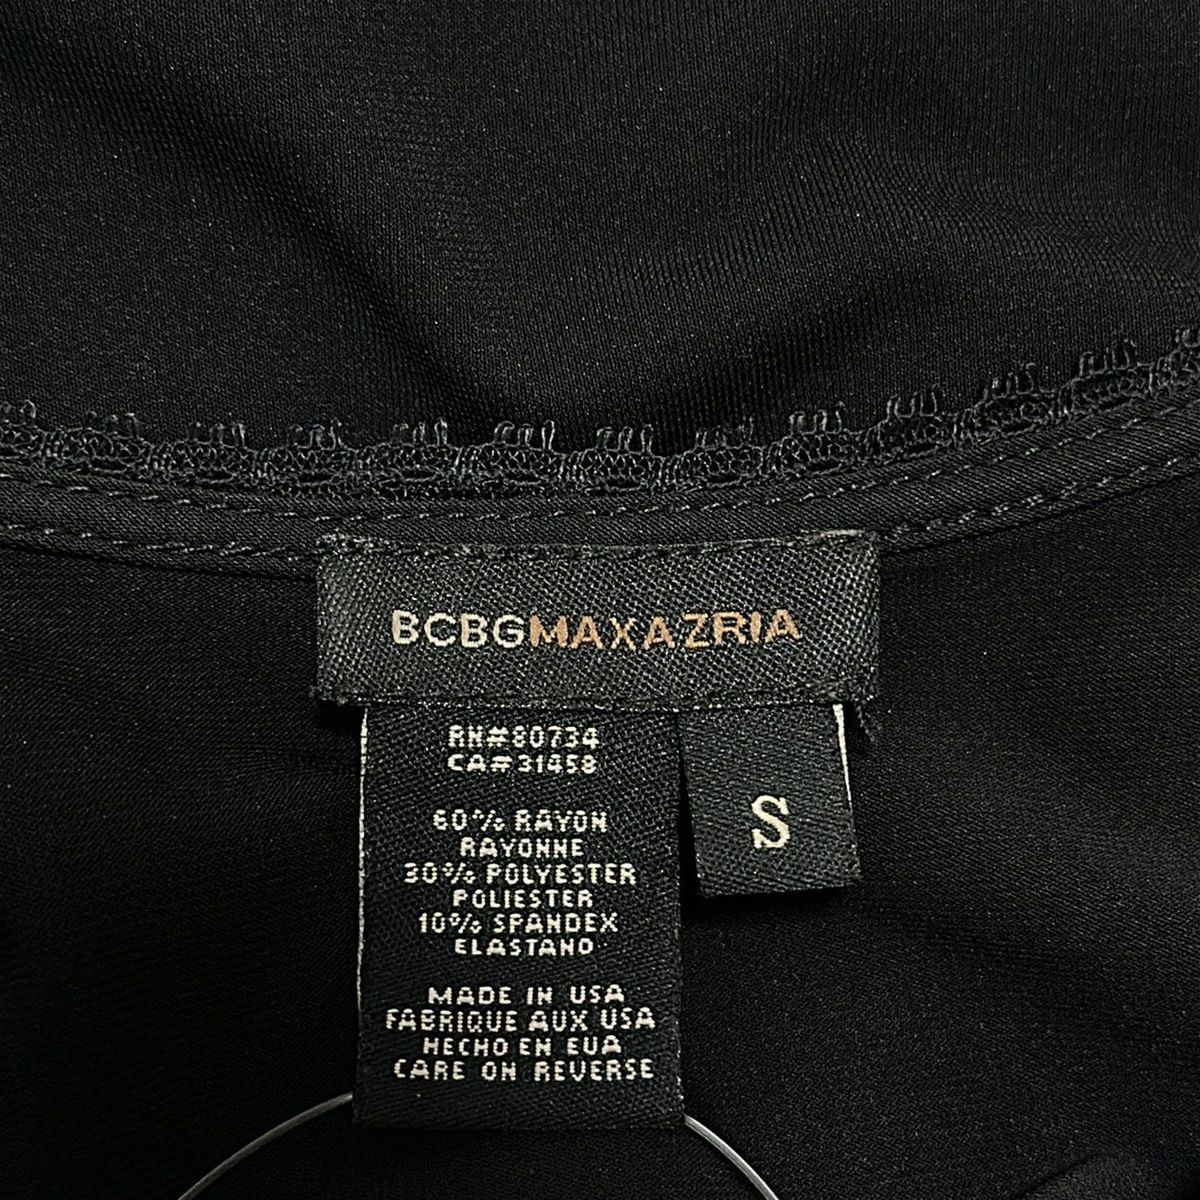 BCBGMAXAZRIA
RN#80734
CA#31458
S
60% RAYON
RAYONNE
30% POLYESTER
POLIESTER
10% SPANDEX
ELASTANO
MADE IN USA
FABRIQUE AUX USA
HECHO EN EUA
CARE ON REVERSE